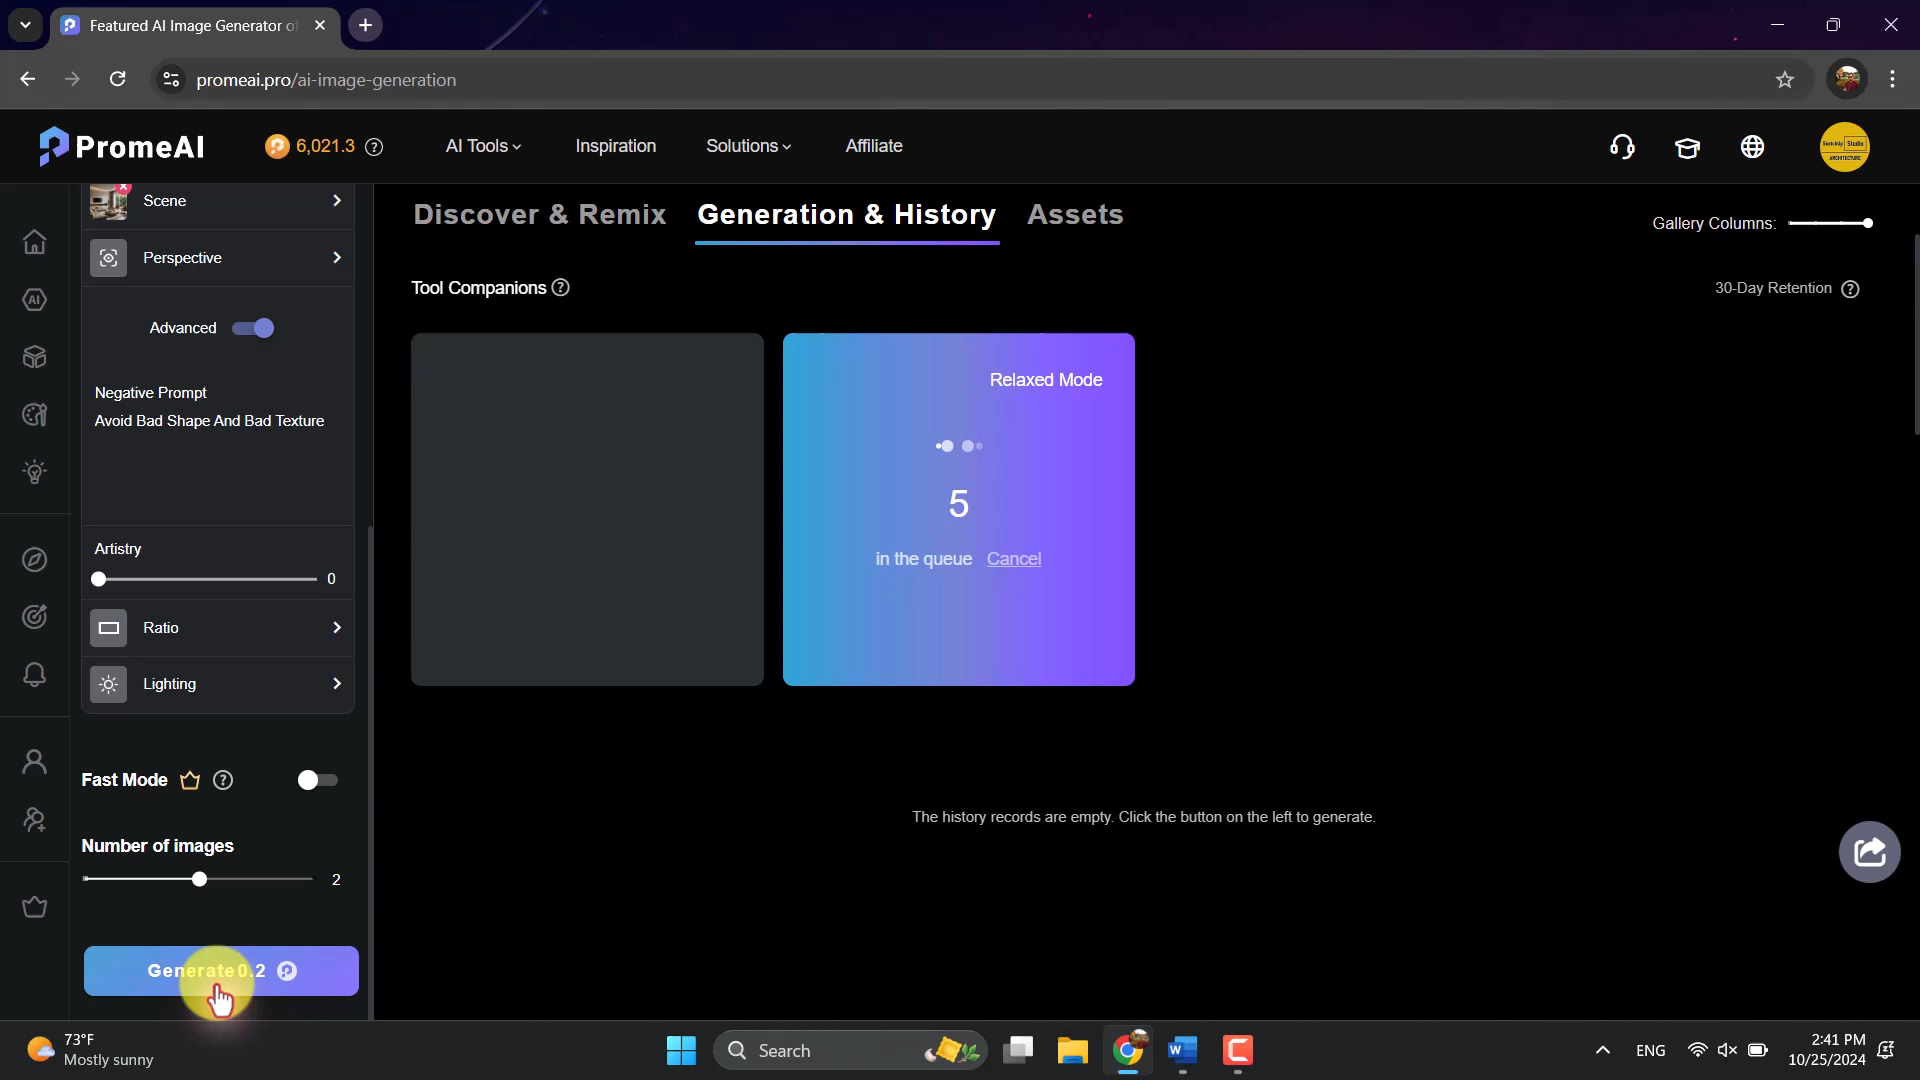 Featured AI Image Generator o
promeai.pro/ai-image-generation
PromeAI
6,021.3
AI Tools
Inspiration
Solutions
Affiliate
SketchUp Studio
ARCHITECTURE
Scene
Perspective
Advanced
Negative Prompt
Avoid Bad Shape And Bad Texture
Artistry
0
Ratio
Lighting
Fast Mode
Number of images
2
Generate 0.2
Discover & Remix
Generation & History
Assets
Gallery Columns:
Tool Companions
30-Day Retention
Relaxed Mode
5
in the queue Cancel
The history records are empty. Click the button on the left to generate.
73°F
Mostly sunny
Search
ENG
2:41 PM
10/25/2024